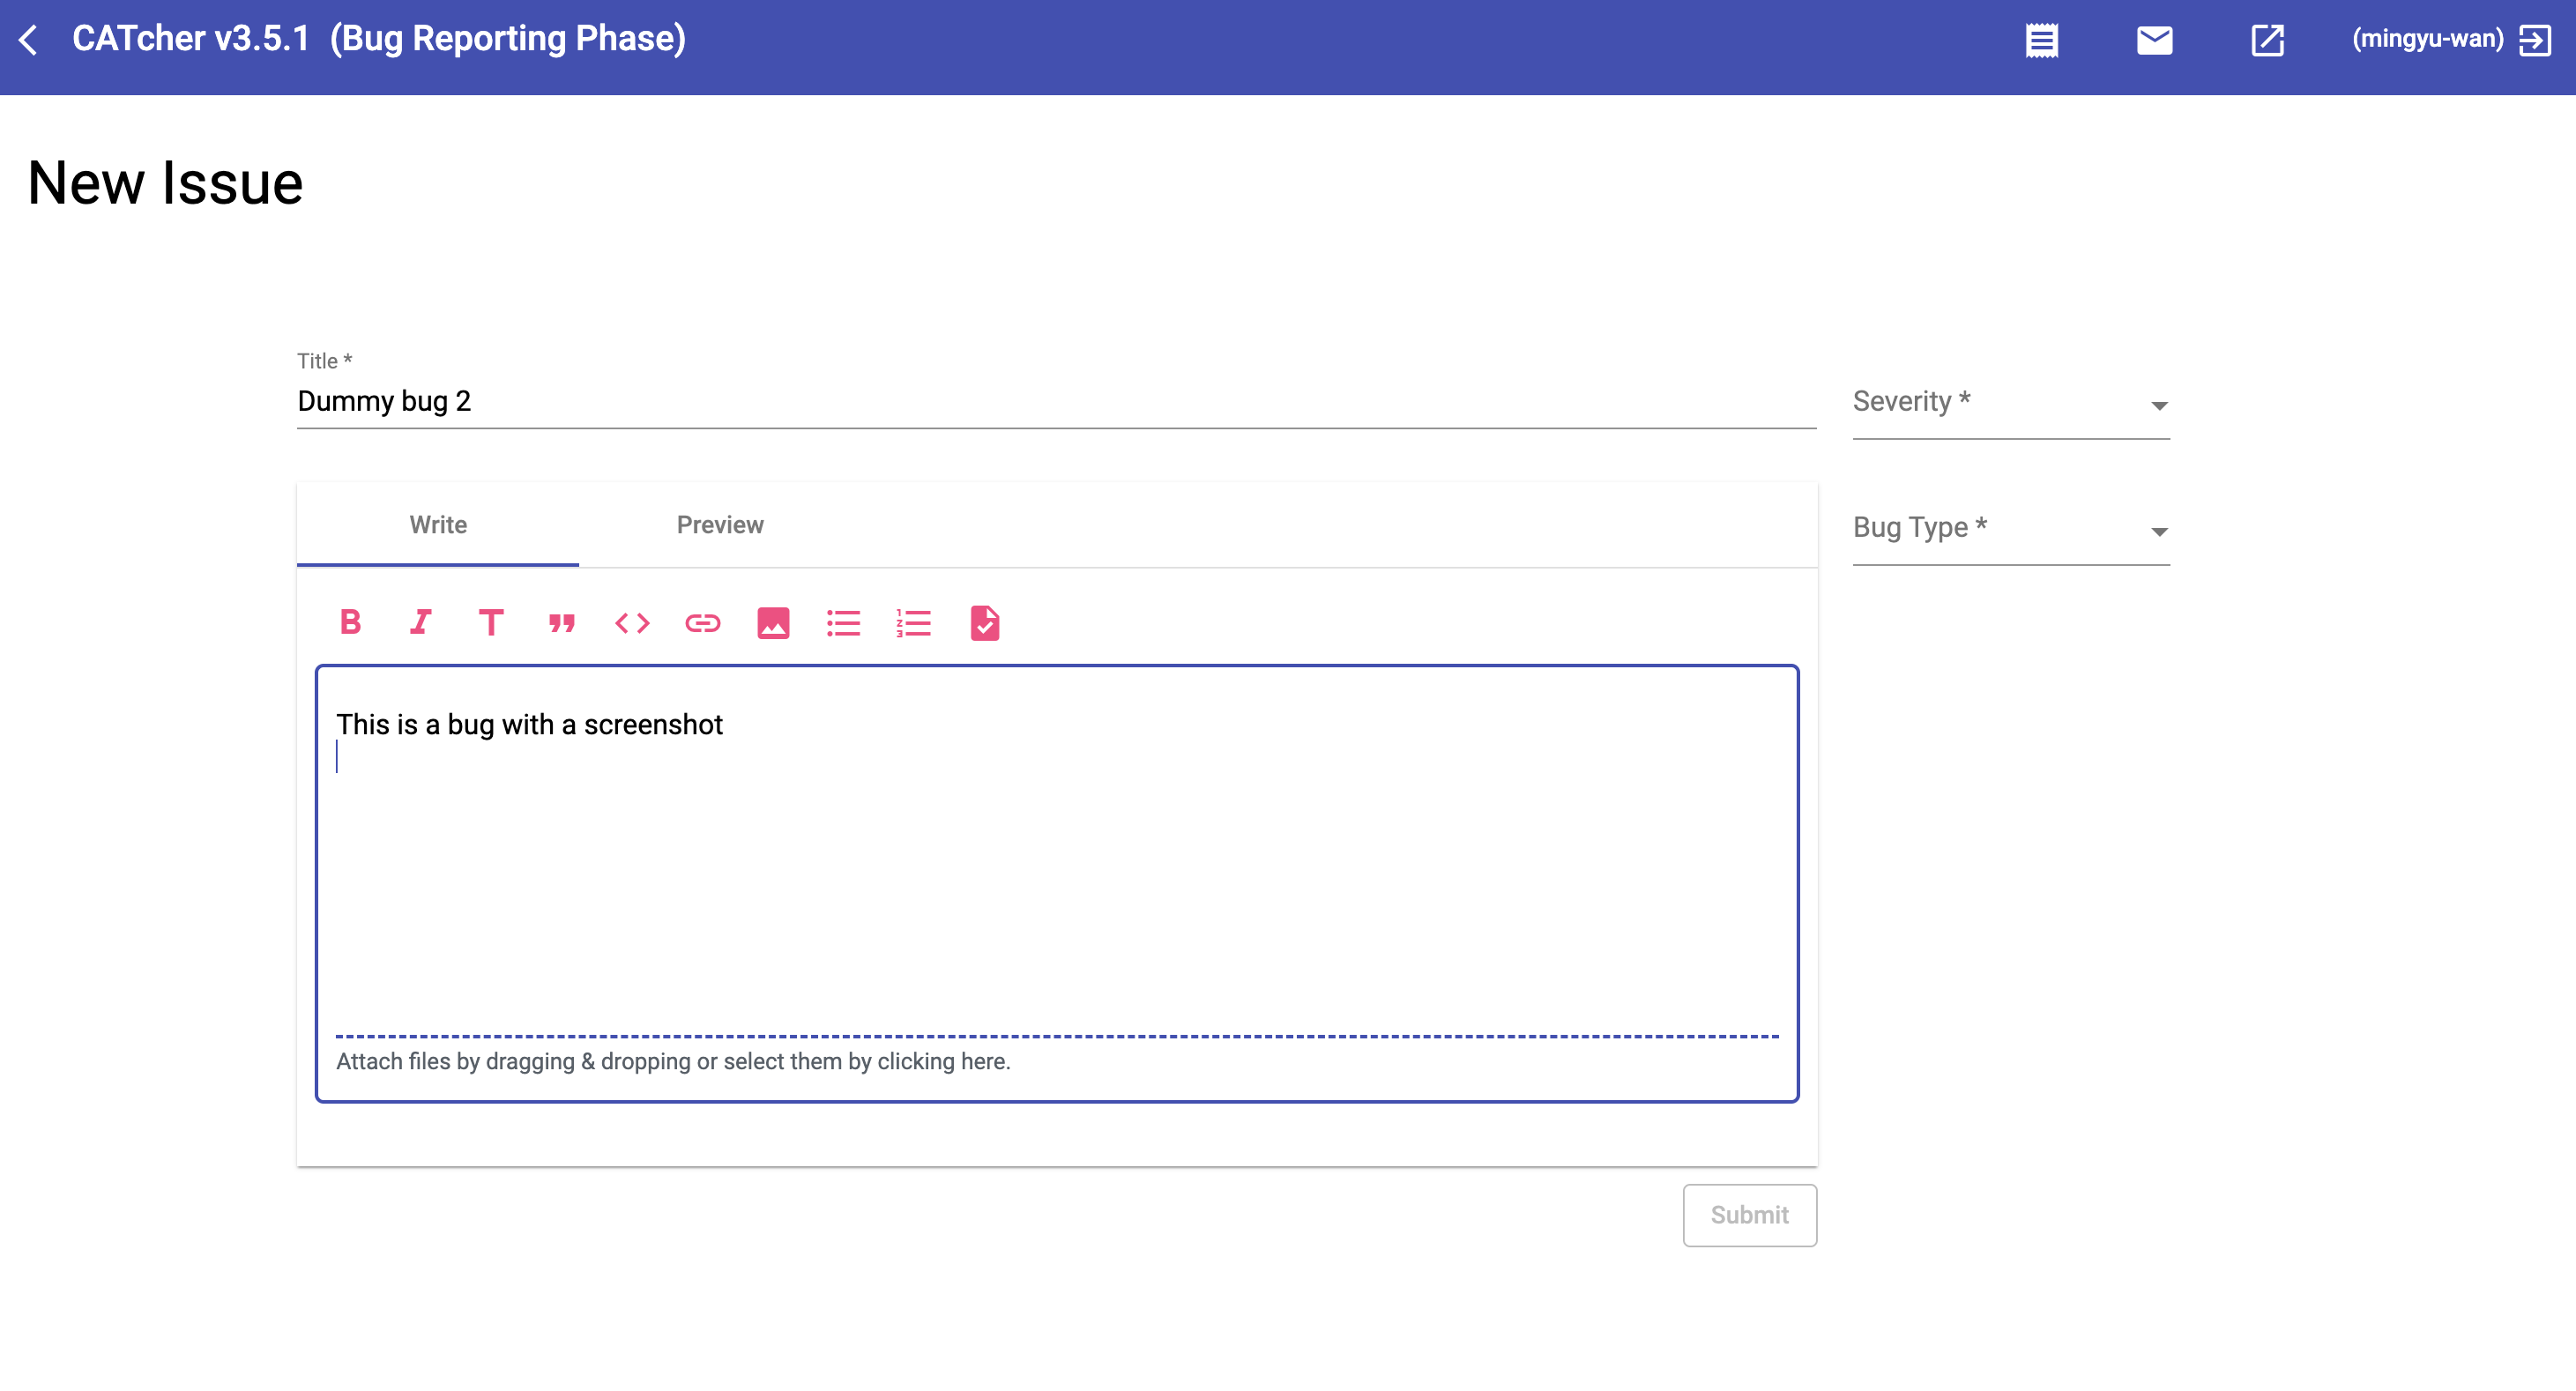 CATcher v3.5.1 (Bug Reporting Phase)
(mingyu-wan)
New Issue
Title *
Dummy bug 2
Severity *
Write
Preview
Bug Type *
This is a bug with a screenshot
Attach files by dragging & dropping or select them by clicking here.
Submit